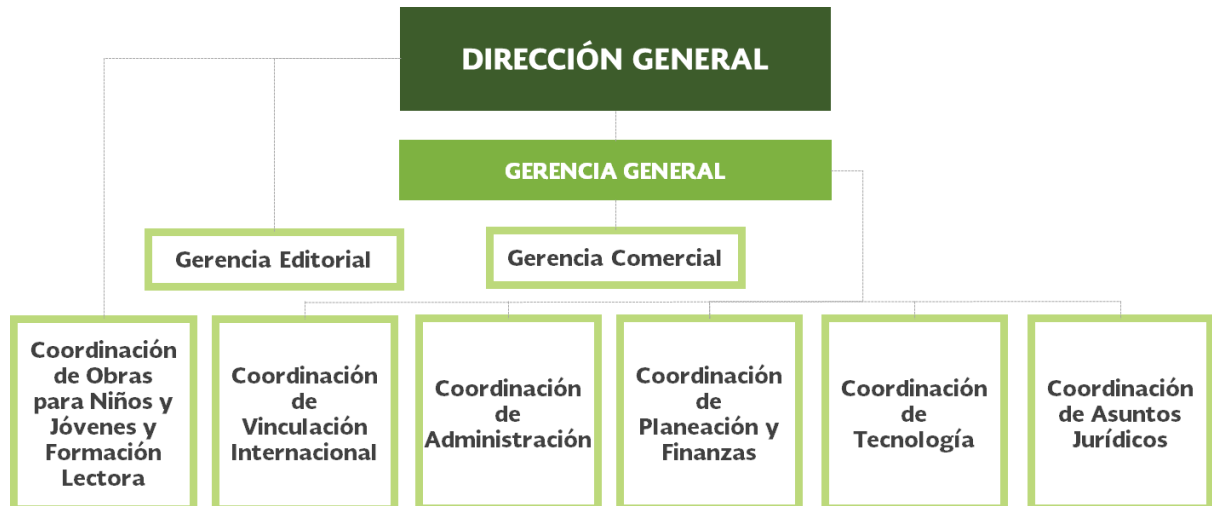 DIRECCIÓN GENERAL
GERENCIA GENERAL
Gerencia Editorial
Gerencia Comercial
Coordinación
de Obras
para Niños y
Jóvenes y
Formación
Lectora
Coordinación
de
Vinculación
Internacional
Coordinación
de
Administración
Coordinación
de
Planeación y
Finanzas
Coordinación
de
Tecnología
Coordinación
de Asuntos
Jurídicos